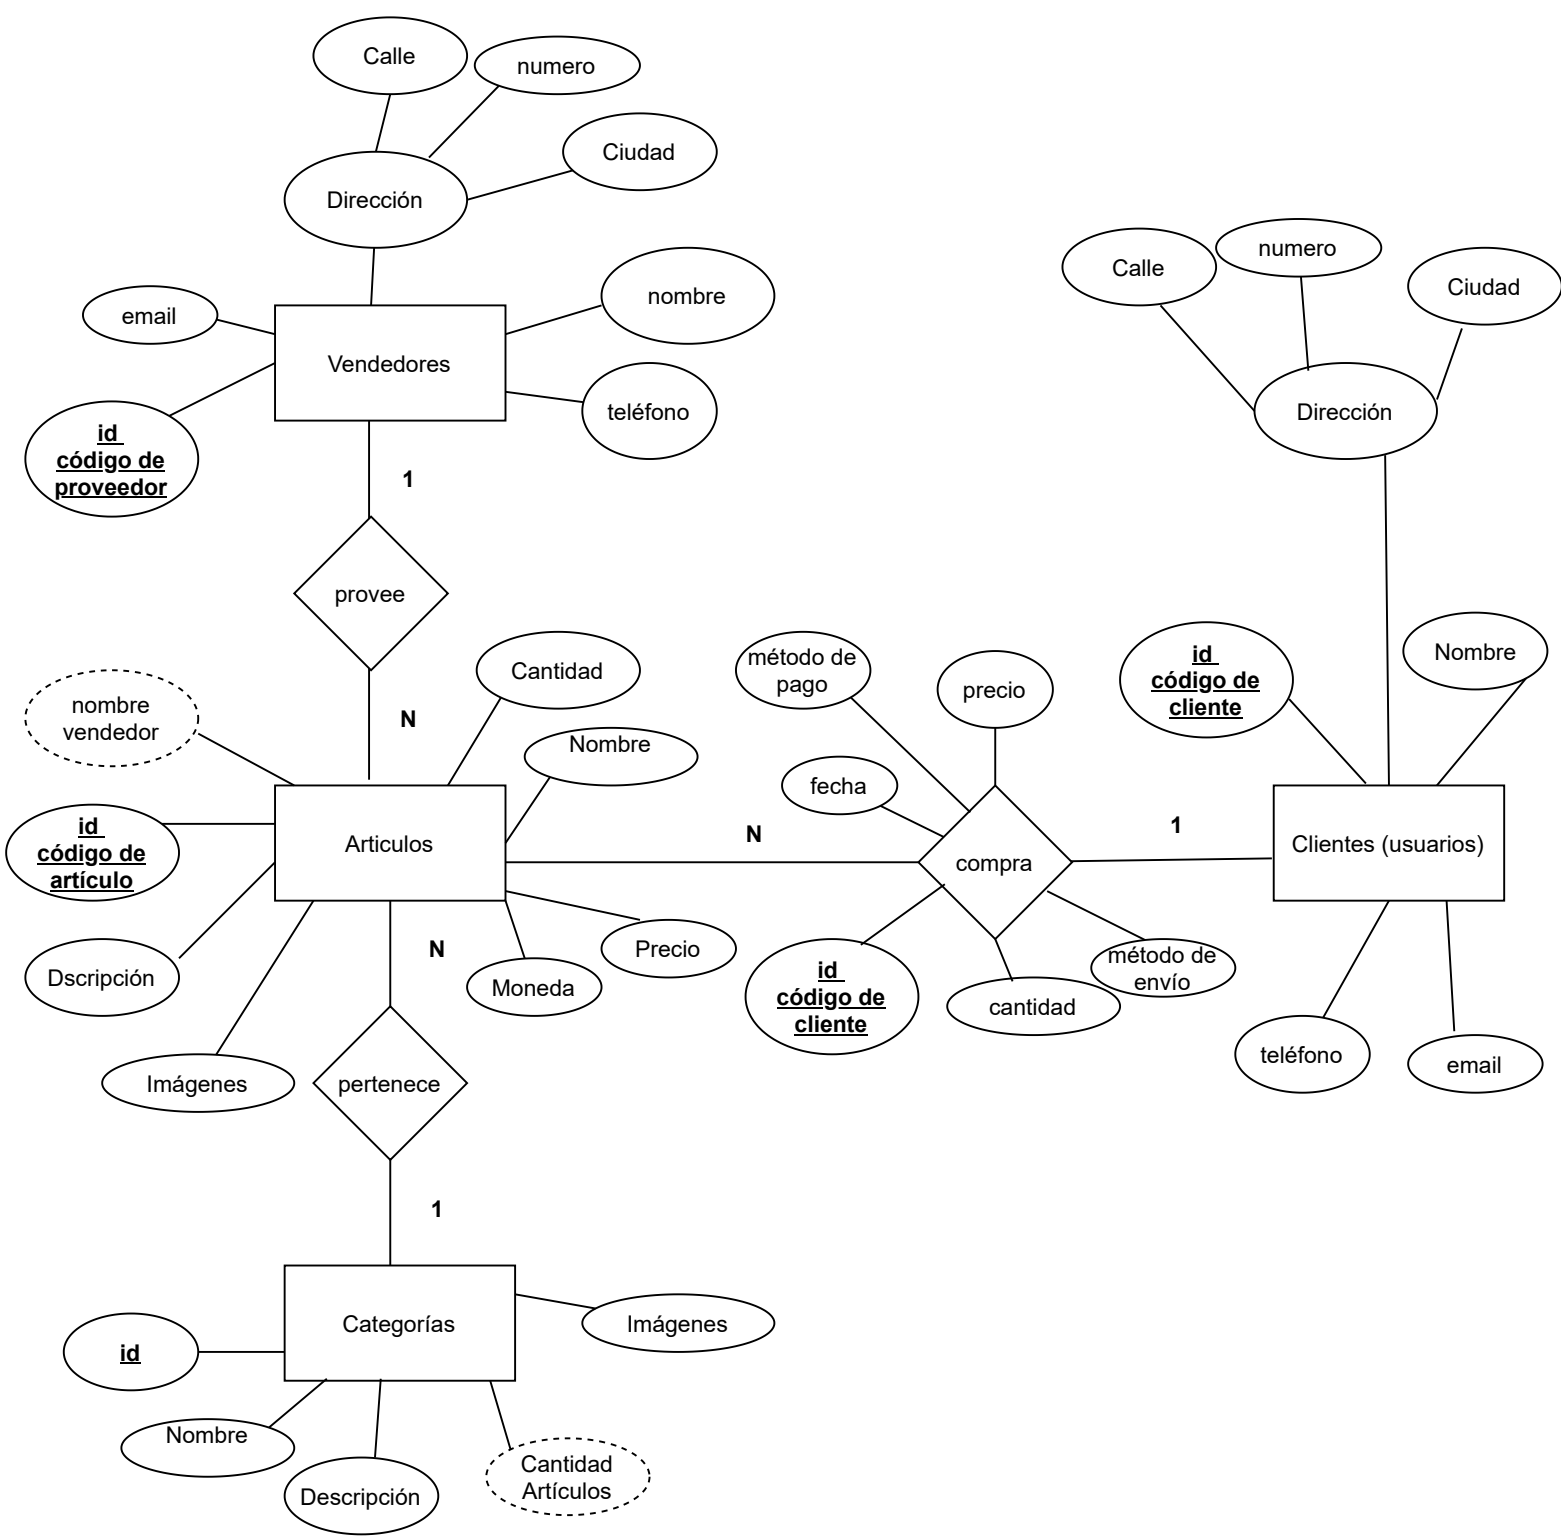 Calle
numero
Ciudad
Dirección
email
nombre
Vendedores
teléfono
id
código de
proveedor
1
provee
N
Calle
numero
Ciudad
Dirección
nombre
vendedor
Cantidad
Nombre
id
código de
artículo
Articulos
Dscripción
Imágenes
Moneda
Precio
N
método de
pago
precio
fecha
N
compra
1
id
código de
cliente
cantidad
método de
envío
id
código de
cliente
Nombre
Clientes (usuarios)
teléfono
email
N
pertenece
1
Categorías
Imágenes
id
Nombre
Descripción
Cantidad
Artículos